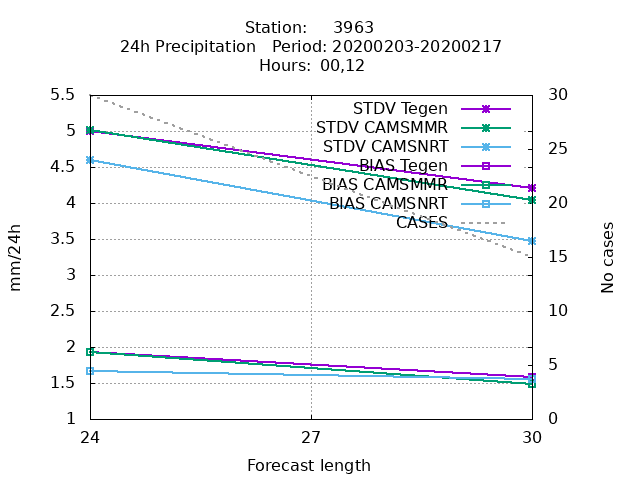 Station: 3963
24h Precipitation Period: 20200203-20200217
Hours: 00,12
5.5
5
4.5
4
3.5
3
2.5
2
1.5
1
mm/24h
STDV Tegen
STDV CAMSMMR
STDV CAMSNRT
BIAS Tegen
BIAS CAMSMMR
BIAS CAMSNRT
CASES
30
25
20
15
10
5
0
No cases
24
27
30
Forecast length